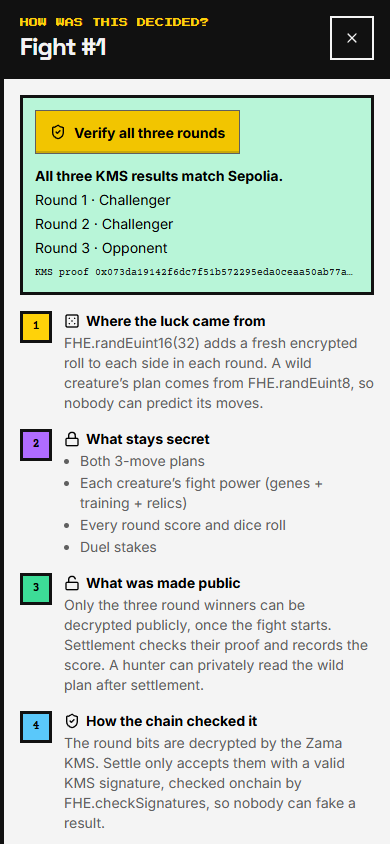 HOW WAS THIS DECIDED?
Fight #1
Verify all three rounds
All three KMS results match Sepolia.
Round 1 · Challenger
Round 2 · Challenger
Round 3 · Opponent
KMS proof 0x073da19142f6dc7f51b572295eda0ceaa50ab77a…
1 Where the luck came from
FHE.randEuint16(32) adds a fresh encrypted
roll to each side in each round. A wild
creature's plan comes from FHE.randEuint8, so
nobody can predict its moves.
2 What stays secret
• Both 3-move plans
• Each creature's fight power (genes +
training + relics)
• Every round score and dice roll
• Duel stakes
3 What was made public
Only the three round winners can be
decrypted publicly, once the fight starts.
Settlement checks their proof and records the
score. A hunter can privately read the wild
plan after settlement.
4 How the chain checked it
The round bits are decrypted by the Zama
KMS. Settle only accepts them with a valid
KMS signature, checked onchain by
FHE.checkSignatures, so nobody can fake a
result.